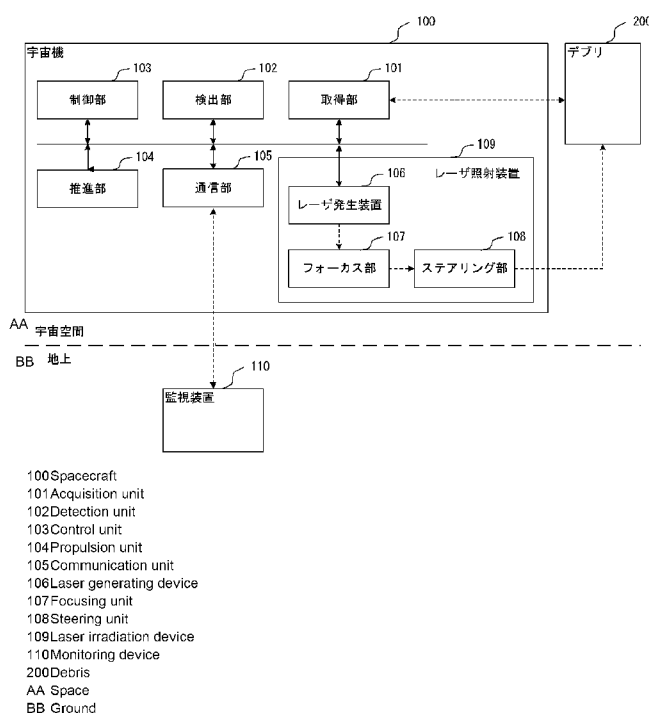 100
200
宇宙機
デブリ
103
102
101
制御部
検出部
取得部
104
105
109
推進部
通信部
レーザ照射装置
106
レーザ発生装置
107
108
フォーカス部
ステアリング部
AA 宇宙空間
BB 地上
110
監視装置
100Spacecraft
101Acquisition unit
102Detection unit
103Control unit
104Propulsion unit
105Communication unit
106Laser generating device
107Focusing unit
108Steering unit
109Laser irradiation device
110Monitoring device
200Debris
AA Space
BB Ground